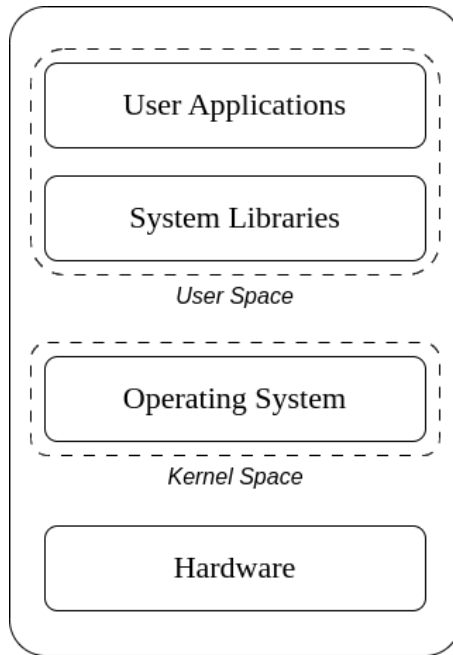 User Applications
System Libraries
User Space
Operating System
Kernel Space
Hardware